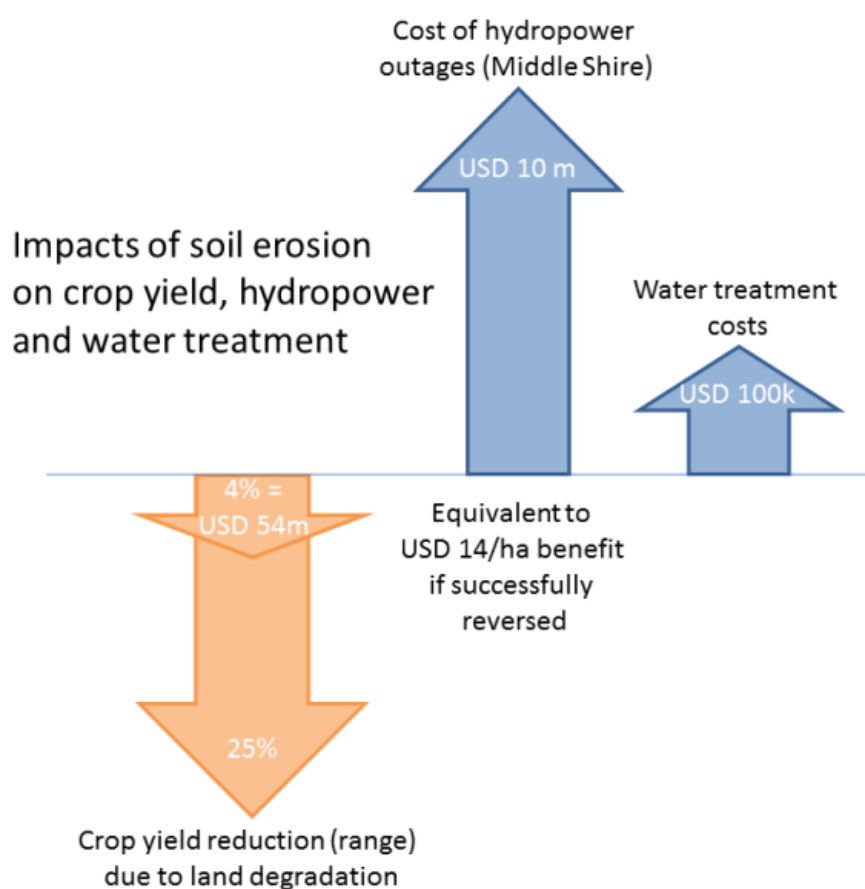 Cost of hydropower
outages (Middle Shire)
USD 10 m
Impacts of soil erosion
on crop yield, hydropower
and water treatment
Water treatment
costs
USD 100k
4% =
USD 54m
Equivalent to
USD 14/ha benefit
if successfully
reversed
25%
Crop yield reduction (range)
due to land degradation